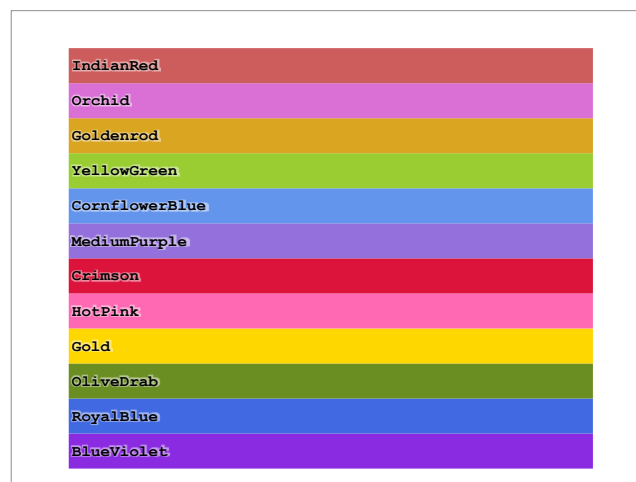 IndianRed
Orchid
Goldenrod
YellowGreen
CornflowerBlue
MediumPurple
Crimson
HotPink
Gold
OliveDrab
RoyalBlue
BlueViolet